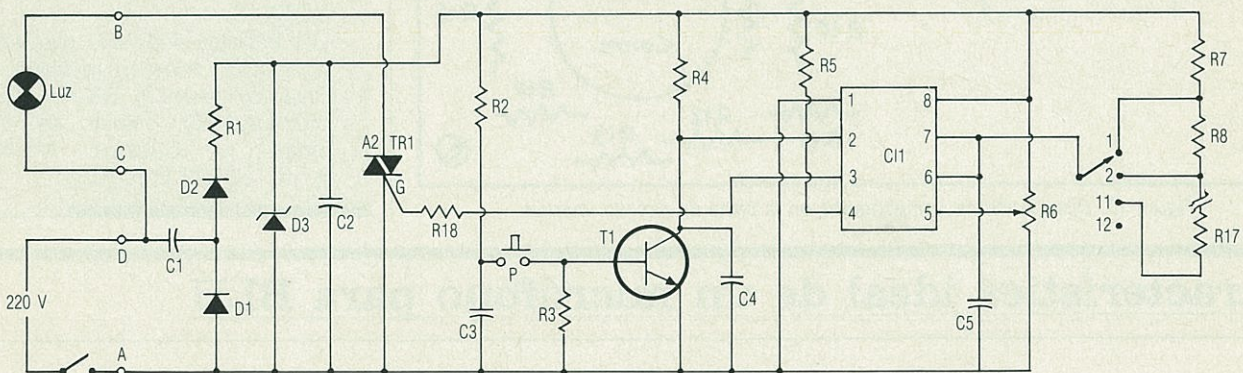 B
Luz
C
D
220 V
A
C1
R1
D2
D1
D3
C2
A2 TR1
G
R18
R2
P
C3
R3
T1
R4
C4
R5
1
2
3
4
CI1
8
7
6
5
R6
C5
1
2
11
12
R7
R8
R17